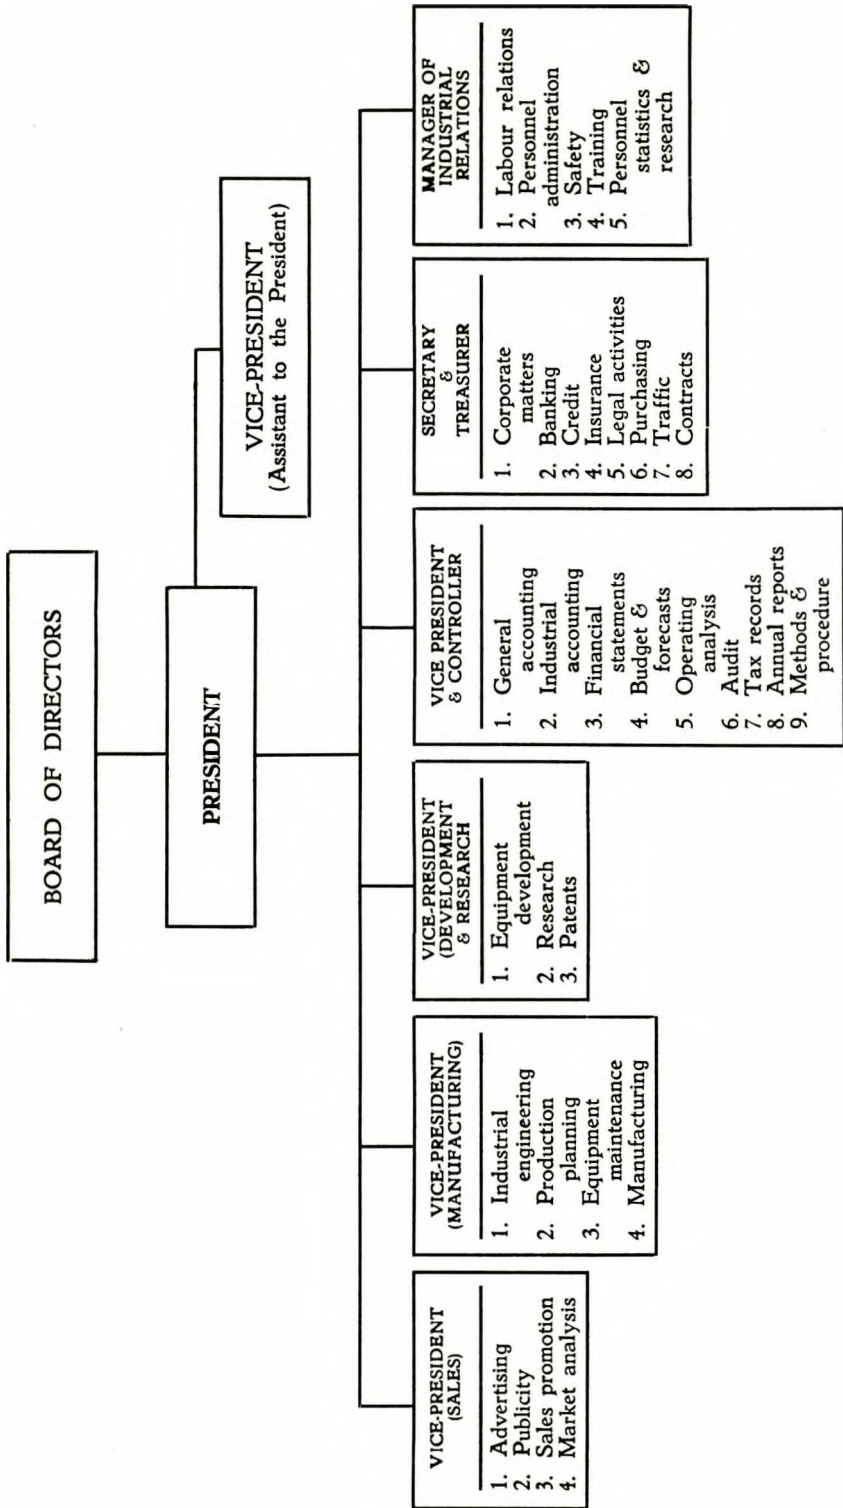 BOARD OF DIRECTORS
PRESIDENT
VICE-PRESIDENT
(Assistant to the President)
VICE-PRESIDENT
(SALES)
1. Advertising
2. Publicity
3. Sales promotion
4. Market analysis
VICE-PRESIDENT
(MANUFACTURING)
1. Industrial
engineering
2. Production
planning
3. Equipment
maintenance
4. Manufacturing
VICE-PRESIDENT
(DEVELOPMENT
& RESEARCH
1. Equipment
development
2. Research
3. Patents
VICE PRESIDENT
& CONTROLLER
1. General
accounting
2. Industrial
accounting
3. Financial
statements
4. Budget &
forecasts
5. Operating
analysis
6. Audit
7. Tax records
8. Annual reports
9. Methods &
procedure
SECRETARY
&
TREASURER
1. Corporate
matters
2. Banking
3. Credit
4. Insurance
5. Legal activities
6. Purchasing
7. Traffic
8. Contracts
MANAGER OF
INDUSTRIAL
RELATIONS
1. Labour relations
2. Personnel
administration
3. Safety
4. Training
5. Personnel
statistics &
research